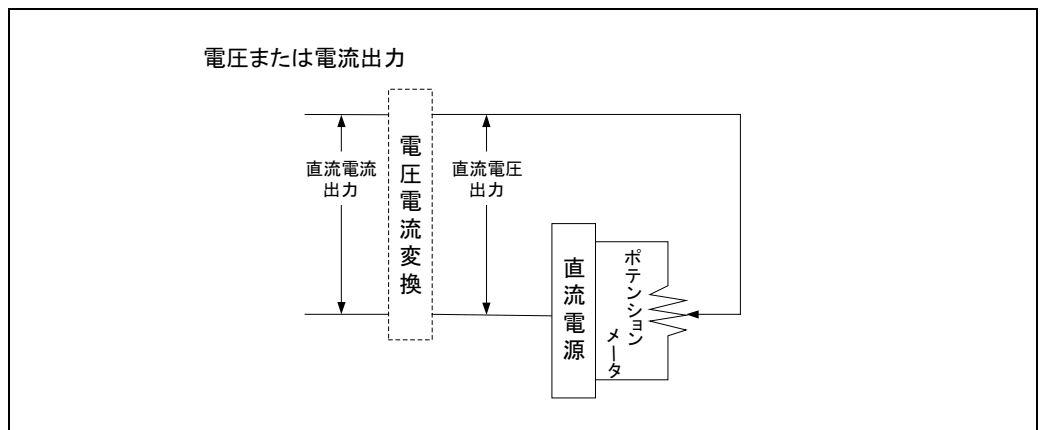 電圧または電流出力
直流電流
出力
電圧電流変換
直流電圧
出力
直流電源
ポテンション
メータ